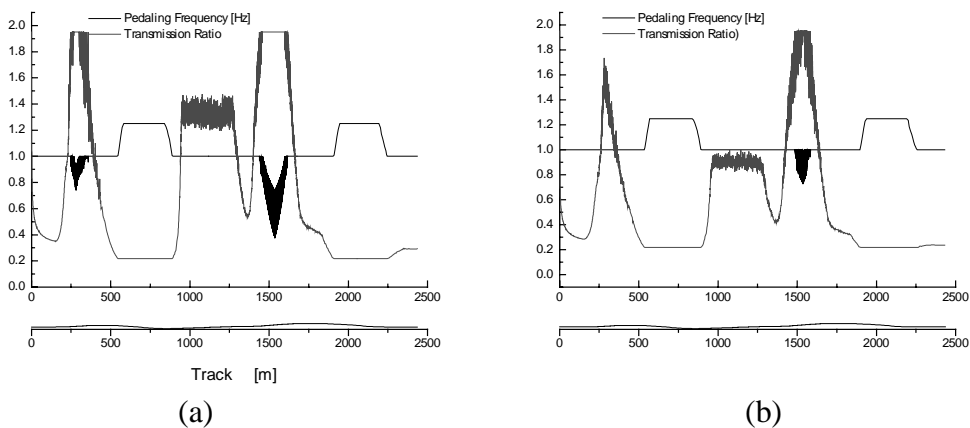 Pedaling Frequency [Hz]
Transmission Ratio
2.0
1.8
1.6
1.4
1.2
1.0
0.8
0.6
0.4
0.2
0.0
0 500 1000 1500 2000 2500
0 500 1000 1500 2000 2500
Track [m]
(a)
Pedaling Frequency [Hz]
Transmission Ratio)
2.0
1.8
1.6
1.4
1.2
1.0
0.8
0.6
0.4
0.2
0.0
0 500 1000 1500 2000 2500
0 500 1000 1500 2000 2500
(b)